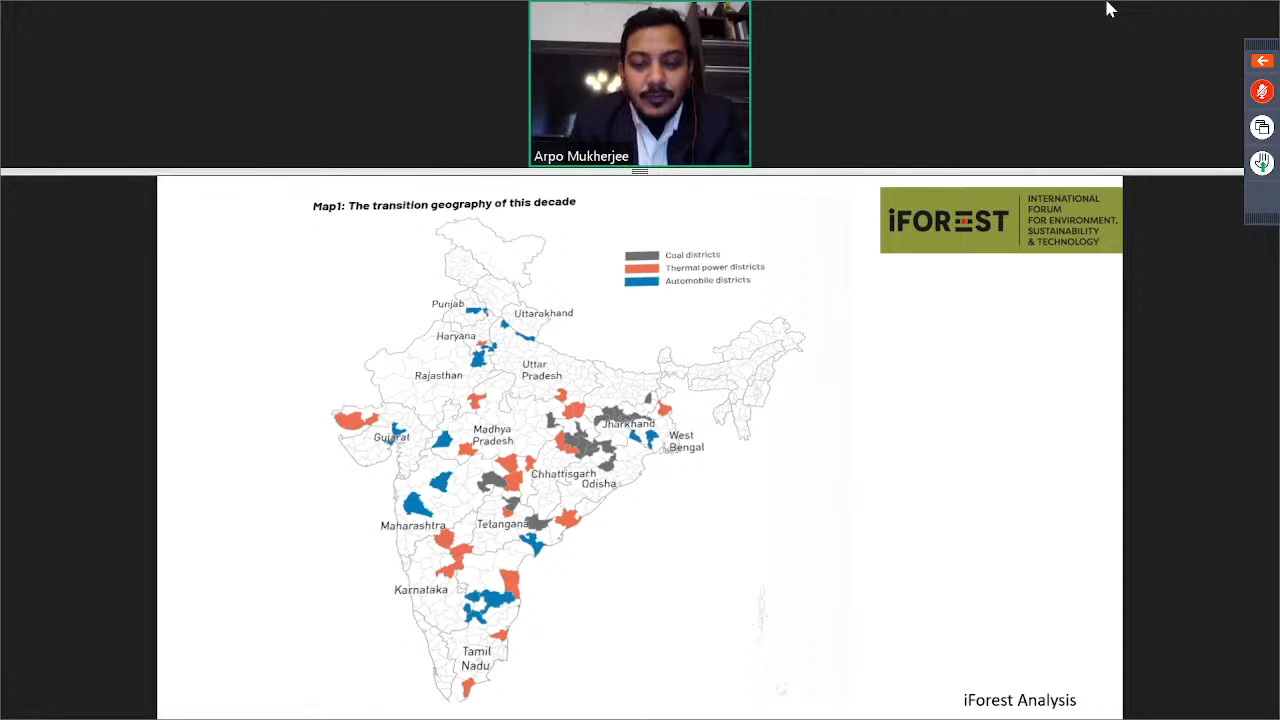 Arpo Mukherjee
Map1: The transition geography of this decade
iFOREST
INTERNATIONAL
FORUM
FOR ENVIRONMENT,
SUSTAINABILITY
& TECHNOLOGY
Coal districts
Thermal power districts
Automobile districts
Punjab
Uttarakhand
Haryana
Uttar
Pradesh
Rajasthan
Jharkhand
Gujarat
Madhya
Pradesh
West
Bengal
Chhattisgarh
Odisha
Maharashtra
Telangana
Karnataka
Tamil
Nadu
iForest Analysis